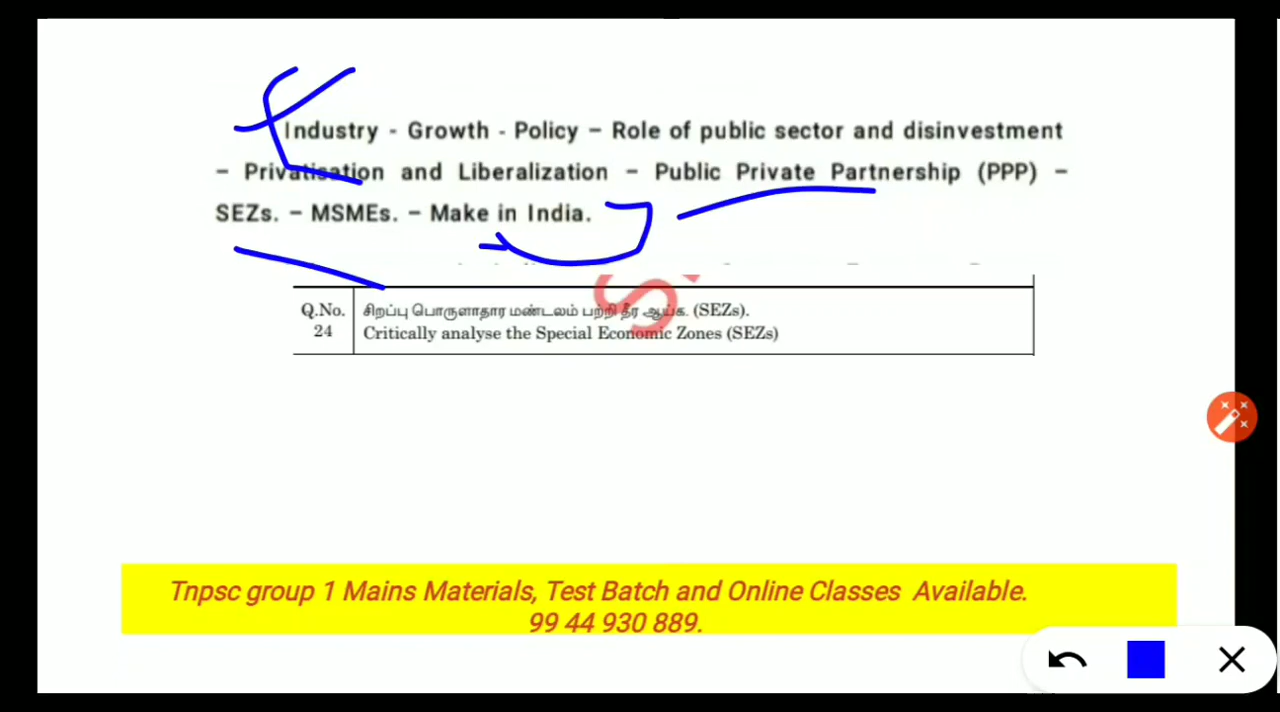 Industry - Growth - Policy – Role of public sector and disinvestment
– Privatisation and Liberalization – Public Private Partnership (PPP) –
SEZs. – MSMEs. – Make in India.
Q.No. 24
சிறப்பு பொருளாதார மண்டலம் பற்றி தீர ஆய்க. (SEZs).
Critically analyse the Special Economic Zones (SEZs)
Tnpsc group 1 Mains Materials, Test Batch and Online Classes Available.
99 44 930 889.